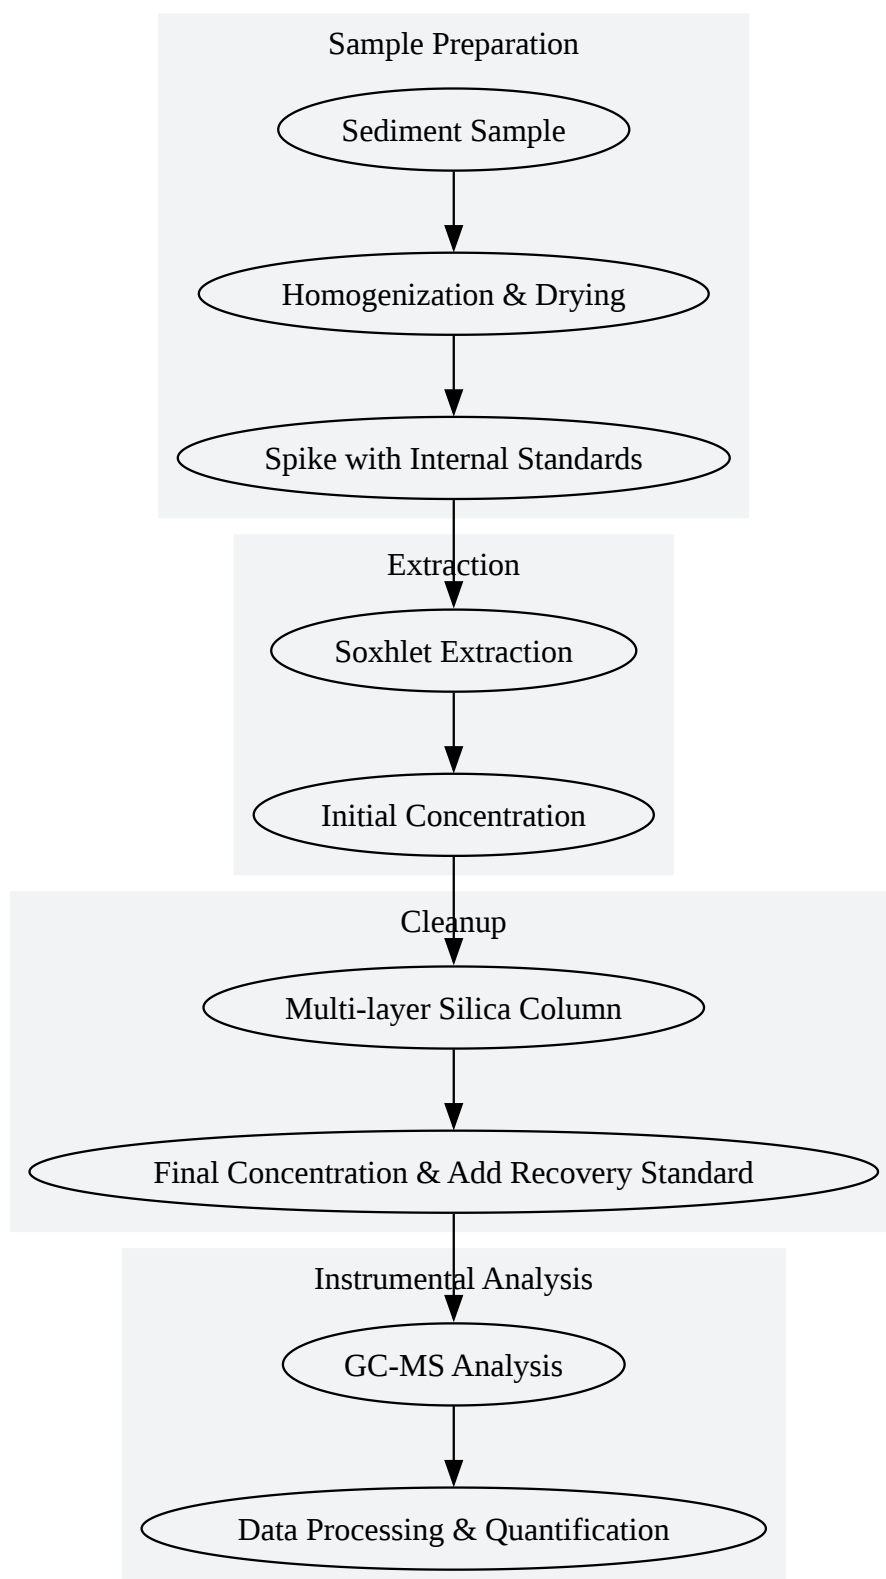 Sample Preparation
Sediment Sample
Homogenization & Drying
Spike with Internal Standards
Extraction
Soxhlet Extraction
Initial Concentration
Cleanup
Multi-layer Silica Column
Final Concentration & Add Recovery Standard
Instrumental Analysis
GC-MS Analysis
Data Processing & Quantification